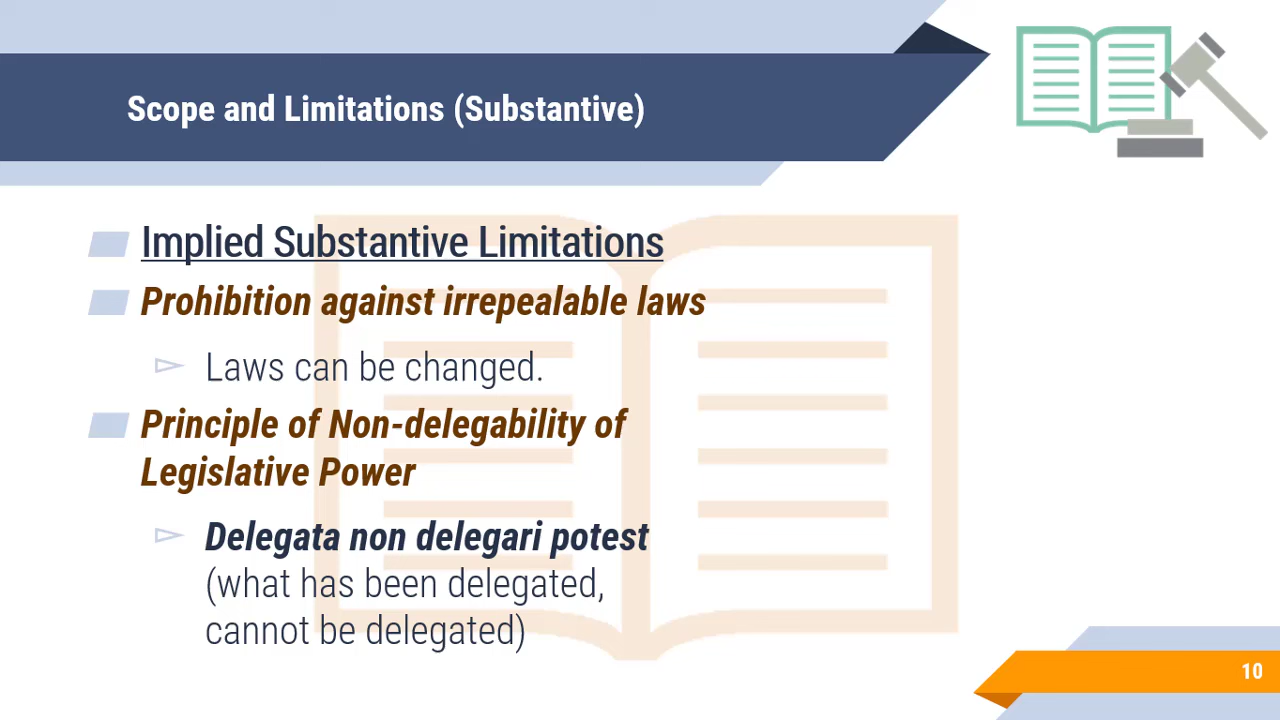 Scope and Limitations (Substantive)
Implied Substantive Limitations
Prohibition against irrepealable laws
Laws can be changed.
Principle of Non-delegability of
Legislative Power
Delegata non delegari potest
(what has been delegated,
cannot be delegated)
10